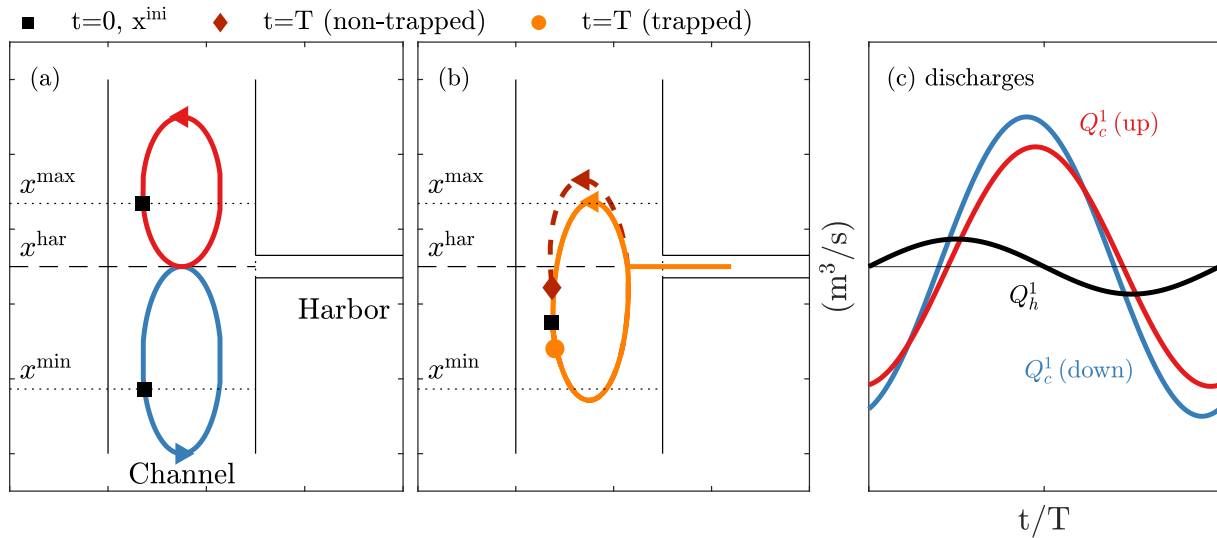 t=0, x^ini t=T (non-trapped) t=T (trapped)
(a)
x^max
x^har
Harbor
x^min
Channel
(b)
x^max
x^har
x^min
(c) discharges
Q_c^1 (up)
Q_h^1
Q_c^1 (down)
(m^3/s)
t/T